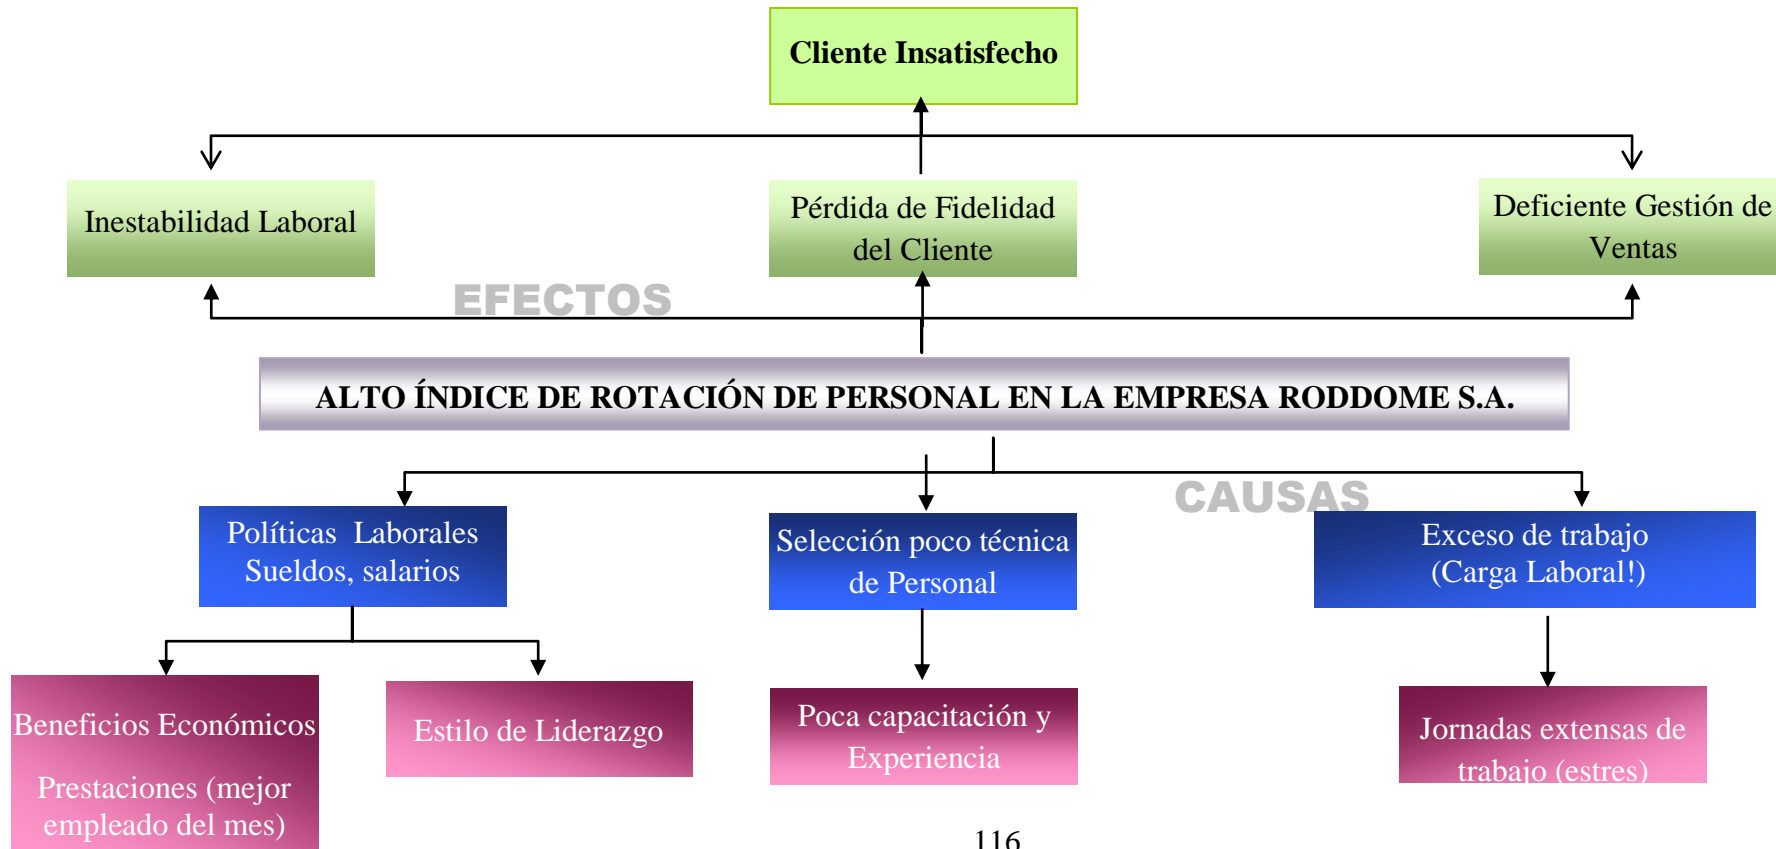 Cliente Insatisfecho
Inestabilidad Laboral
Pérdida de Fidelidad
del Cliente
Deficiente Gestión de
Ventas
EFECTOS
ALTO ÍNDICE DE ROTACIÓN DE PERSONAL EN LA EMPRESA RODDOME S.A.
CAUSAS
Políticas Laborales
Sueldos, salarios
Selección poco técnica
de Personal
Exceso de trabajo
(Carga Laboral!)
Beneficios Económicos
Prestaciones (mejor
empleado del mes)
Estilo de Liderazgo
Poca capacitación y
Experiencia
Jornadas extensas de
trabajo (estres)
116